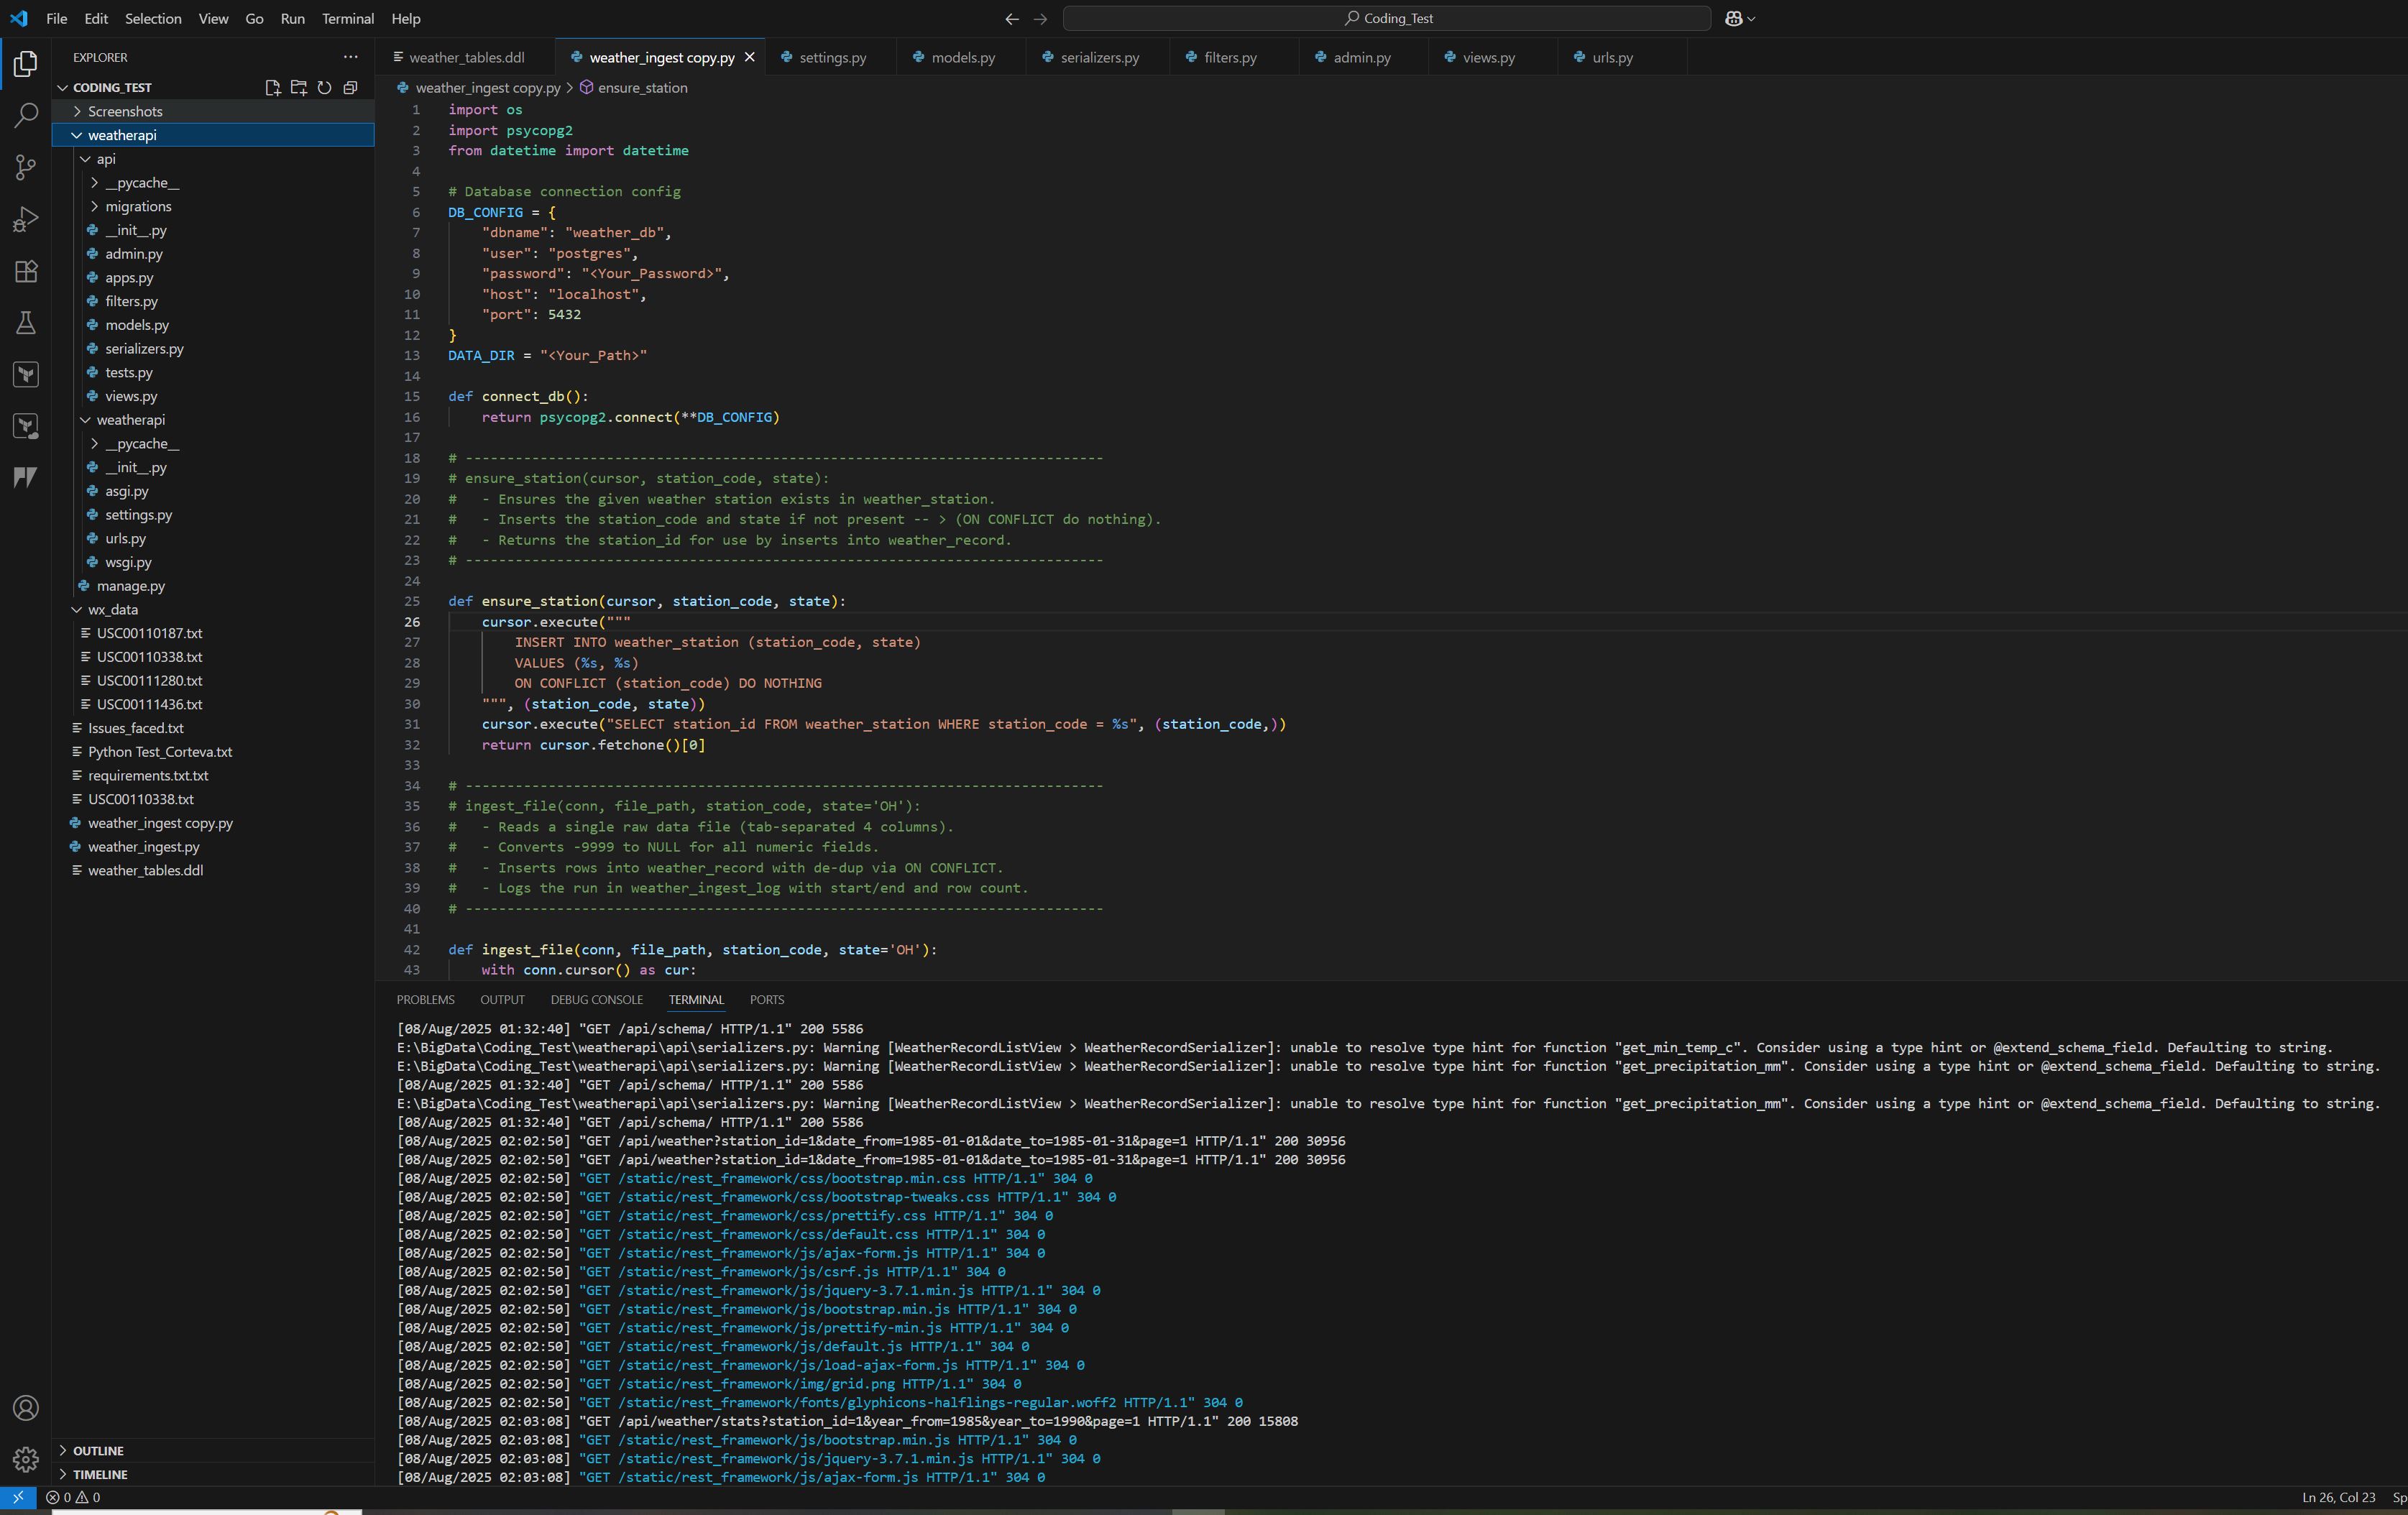 File Edit Selection View Go Run Terminal Help
Coding_Test
EXPLORER
CODING_TEST
Screenshots
weatherapi
api
__pycache__
migrations
__init__.py
admin.py
apps.py
filters.py
models.py
serializers.py
tests.py
views.py
weatherapi
__pycache__
__init__.py
asgi.py
settings.py
urls.py
wsgi.py
manage.py
wx_data
USC00110187.txt
USC00110338.txt
USC00111280.txt
USC00111436.txt
Issues_faced.txt
Python Test_Corteva.txt
requirements.txt.txt
USC00110338.txt
weather_ingest copy.py
weather_ingest.py
weather_tables.ddl
OUTLINE
TIMELINE
weather_tables.ddl weather_ingest copy.py settings.py models.py serializers.py filters.py admin.py views.py urls.py
weather_ingest copy.py > ensure_station
1 import os
2 import psycopg2
3 from datetime import datetime
4
5 # Database connection config
6 DB_CONFIG = {
7 "dbname": "weather_db",
8 "user": "postgres",
9 "password": "<Your_Password>",
10 "host": "localhost",
11 "port": 5432
12 }
13 DATA_DIR = "<Your_Path>"
14
15 def connect_db():
16 return psycopg2.connect(**DB_CONFIG)
17
18 # -----------------------------------------------------------------------------
19 # ensure_station(cursor, station_code, state):
20 # - Ensures the given weather station exists in weather_station.
21 # - Inserts the station_code and state if not present -- > (ON CONFLICT do nothing).
22 # - Returns the station_id for use by inserts into weather_record.
23 # -----------------------------------------------------------------------------
24
25 def ensure_station(cursor, station_code, state):
26 cursor.execute("""
27 INSERT INTO weather_station (station_code, state)
28 VALUES (%s, %s)
29 ON CONFLICT (station_code) DO NOTHING
30 """, (station_code, state))
31 cursor.execute("SELECT station_id FROM weather_station WHERE station_code = %s", (station_code,))
32 return cursor.fetchone()[0]
33
34 # -----------------------------------------------------------------------------
35 # ingest_file(conn, file_path, station_code, state='OH'):
36 # - Reads a single raw data file (tab-separated 4 columns).
37 # - Converts -9999 to NULL for all numeric fields.
38 # - Inserts rows into weather_record with de-dup via ON CONFLICT.
39 # - Logs the run in weather_ingest_log with start/end and row count.
40 # -----------------------------------------------------------------------------
41
42 def ingest_file(conn, file_path, station_code, state='OH'):
43 with conn.cursor() as cur:
PROBLEMS OUTPUT DEBUG CONSOLE TERMINAL PORTS
[08/Aug/2025 01:32:40] "GET /api/schema/ HTTP/1.1" 200 5586
E:\BigData\Coding_Test\weatherapi\api\serializers.py: Warning [WeatherRecordListView > WeatherRecordSerializer]: unable to resolve type hint for function "get_min_temp_c". Consider using a type hint or @extend_schema_field. Defaulting to string.
E:\BigData\Coding_Test\weatherapi\api\serializers.py: Warning [WeatherRecordListView > WeatherRecordSerializer]: unable to resolve type hint for function "get_precipitation_mm". Consider using a type hint or @extend_schema_field. Defaulting to string.
[08/Aug/2025 01:32:40] "GET /api/schema/ HTTP/1.1" 200 5586
E:\BigData\Coding_Test\weatherapi\api\serializers.py: Warning [WeatherRecordListView > WeatherRecordSerializer]: unable to resolve type hint for function "get_precipitation_mm". Consider using a type hint or @extend_schema_field. Defaulting to string.
[08/Aug/2025 01:32:40] "GET /api/schema/ HTTP/1.1" 200 5586
[08/Aug/2025 02:02:50] "GET /api/weather?station_id=1&date_from=1985-01-01&date_to=1985-01-31&page=1 HTTP/1.1" 200 30956
[08/Aug/2025 02:02:50] "GET /api/weather?station_id=1&date_from=1985-01-01&date_to=1985-01-31&page=1 HTTP/1.1" 200 30956
[08/Aug/2025 02:02:50] "GET /static/rest_framework/css/bootstrap.min.css HTTP/1.1" 304 0
[08/Aug/2025 02:02:50] "GET /static/rest_framework/css/bootstrap-tweaks.css HTTP/1.1" 304 0
[08/Aug/2025 02:02:50] "GET /static/rest_framework/css/prettify.css HTTP/1.1" 304 0
[08/Aug/2025 02:02:50] "GET /static/rest_framework/css/default.css HTTP/1.1" 304 0
[08/Aug/2025 02:02:50] "GET /static/rest_framework/js/ajax-form.js HTTP/1.1" 304 0
[08/Aug/2025 02:02:50] "GET /static/rest_framework/js/csrf.js HTTP/1.1" 304 0
[08/Aug/2025 02:02:50] "GET /static/rest_framework/js/jquery-3.7.1.min.js HTTP/1.1" 304 0
[08/Aug/2025 02:02:50] "GET /static/rest_framework/js/bootstrap.min.js HTTP/1.1" 304 0
[08/Aug/2025 02:02:50] "GET /static/rest_framework/js/prettify-min.js HTTP/1.1" 304 0
[08/Aug/2025 02:02:50] "GET /static/rest_framework/js/default.js HTTP/1.1" 304 0
[08/Aug/2025 02:02:50] "GET /static/rest_framework/js/load-ajax-form.js HTTP/1.1" 304 0
[08/Aug/2025 02:02:50] "GET /static/rest_framework/img/grid.png HTTP/1.1" 304 0
[08/Aug/2025 02:02:50] "GET /static/rest_framework/fonts/glyphicons-halflings-regular.woff2 HTTP/1.1" 304 0
[08/Aug/2025 02:03:08] "GET /api/weather/stats?station_id=1&year_from=1985&year_to=1990&page=1 HTTP/1.1" 200 15808
[08/Aug/2025 02:03:08] "GET /static/rest_framework/js/bootstrap.min.js HTTP/1.1" 304 0
[08/Aug/2025 02:03:08] "GET /static/rest_framework/js/jquery-3.7.1.min.js HTTP/1.1" 304 0
[08/Aug/2025 02:03:08] "GET /static/rest_framework/js/ajax-form.js HTTP/1.1" 304 0
0 0
Ln 26, Col 23 Sp